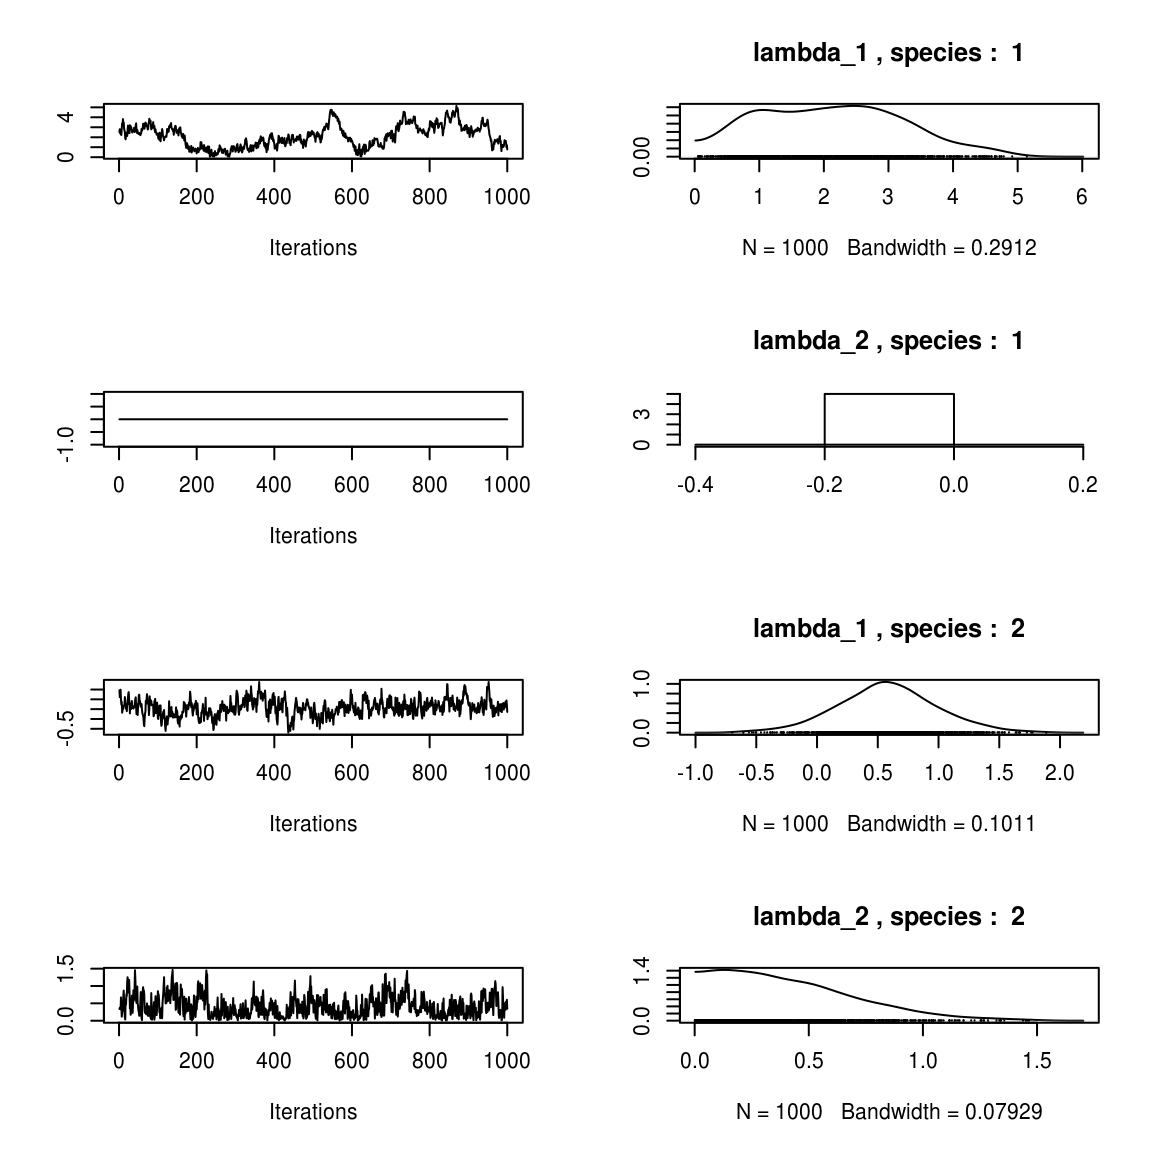 lambda_1 , species : 1
4
0
0 200 400 600 800 1000
Iterations
0.00
0 1 2 3 4 5 6
N = 1000 Bandwidth = 0.2912
lambda_2 , species : 1
-1.0
0 200 400 600 800 1000
Iterations
3
0
-0.4 -0.2 0.0 0.2
lambda_1 , species : 2
-0.5
0 200 400 600 800 1000
Iterations
1.0
0.0
-1.0 -0.5 0.0 0.5 1.0 1.5 2.0
N = 1000 Bandwidth = 0.1011
lambda_2 , species : 2
1.5
0.0
0 200 400 600 800 1000
Iterations
1.4
0.0
0.0 0.5 1.0 1.5
N = 1000 Bandwidth = 0.07929